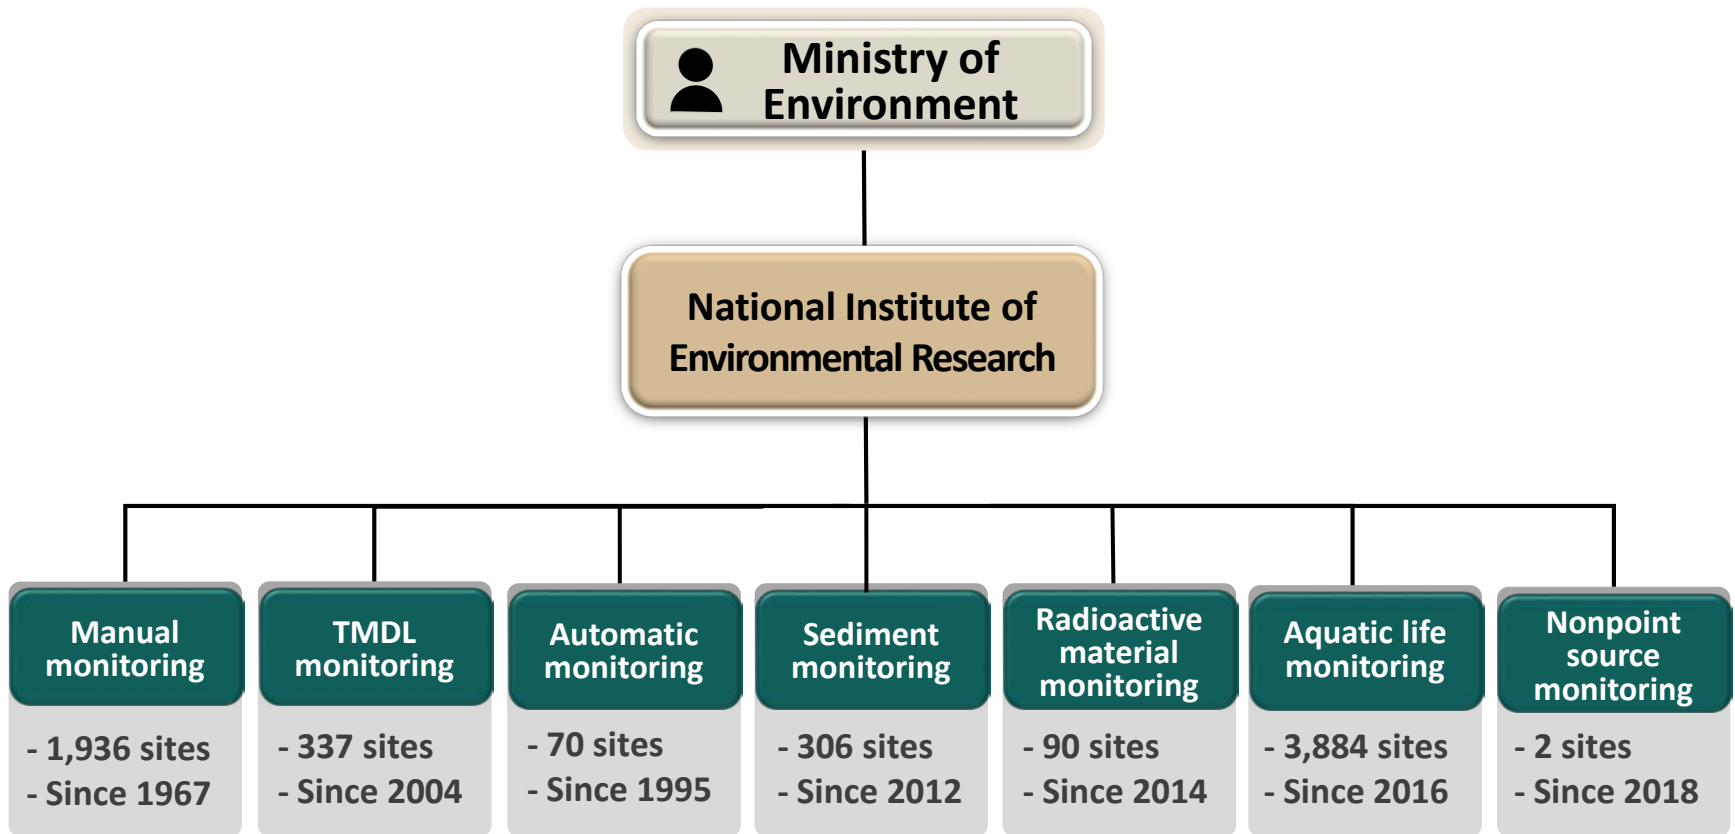 Ministry of
Environment
National Institute of
Environmental Research
Manual
monitoring
- 1,936 sites
- Since 1967
TMDL
monitoring
- 337 sites
- Since 2004
Automatic
monitoring
- 70 sites
- Since 1995
Sediment
monitoring
- 306 sites
- Since 2012
Radioactive
material
monitoring
- 90 sites
- Since 2014
Aquatic life
monitoring
- 3,884 sites
- Since 2016
Nonpoint
source
monitoring
- 2 sites
- Since 2018